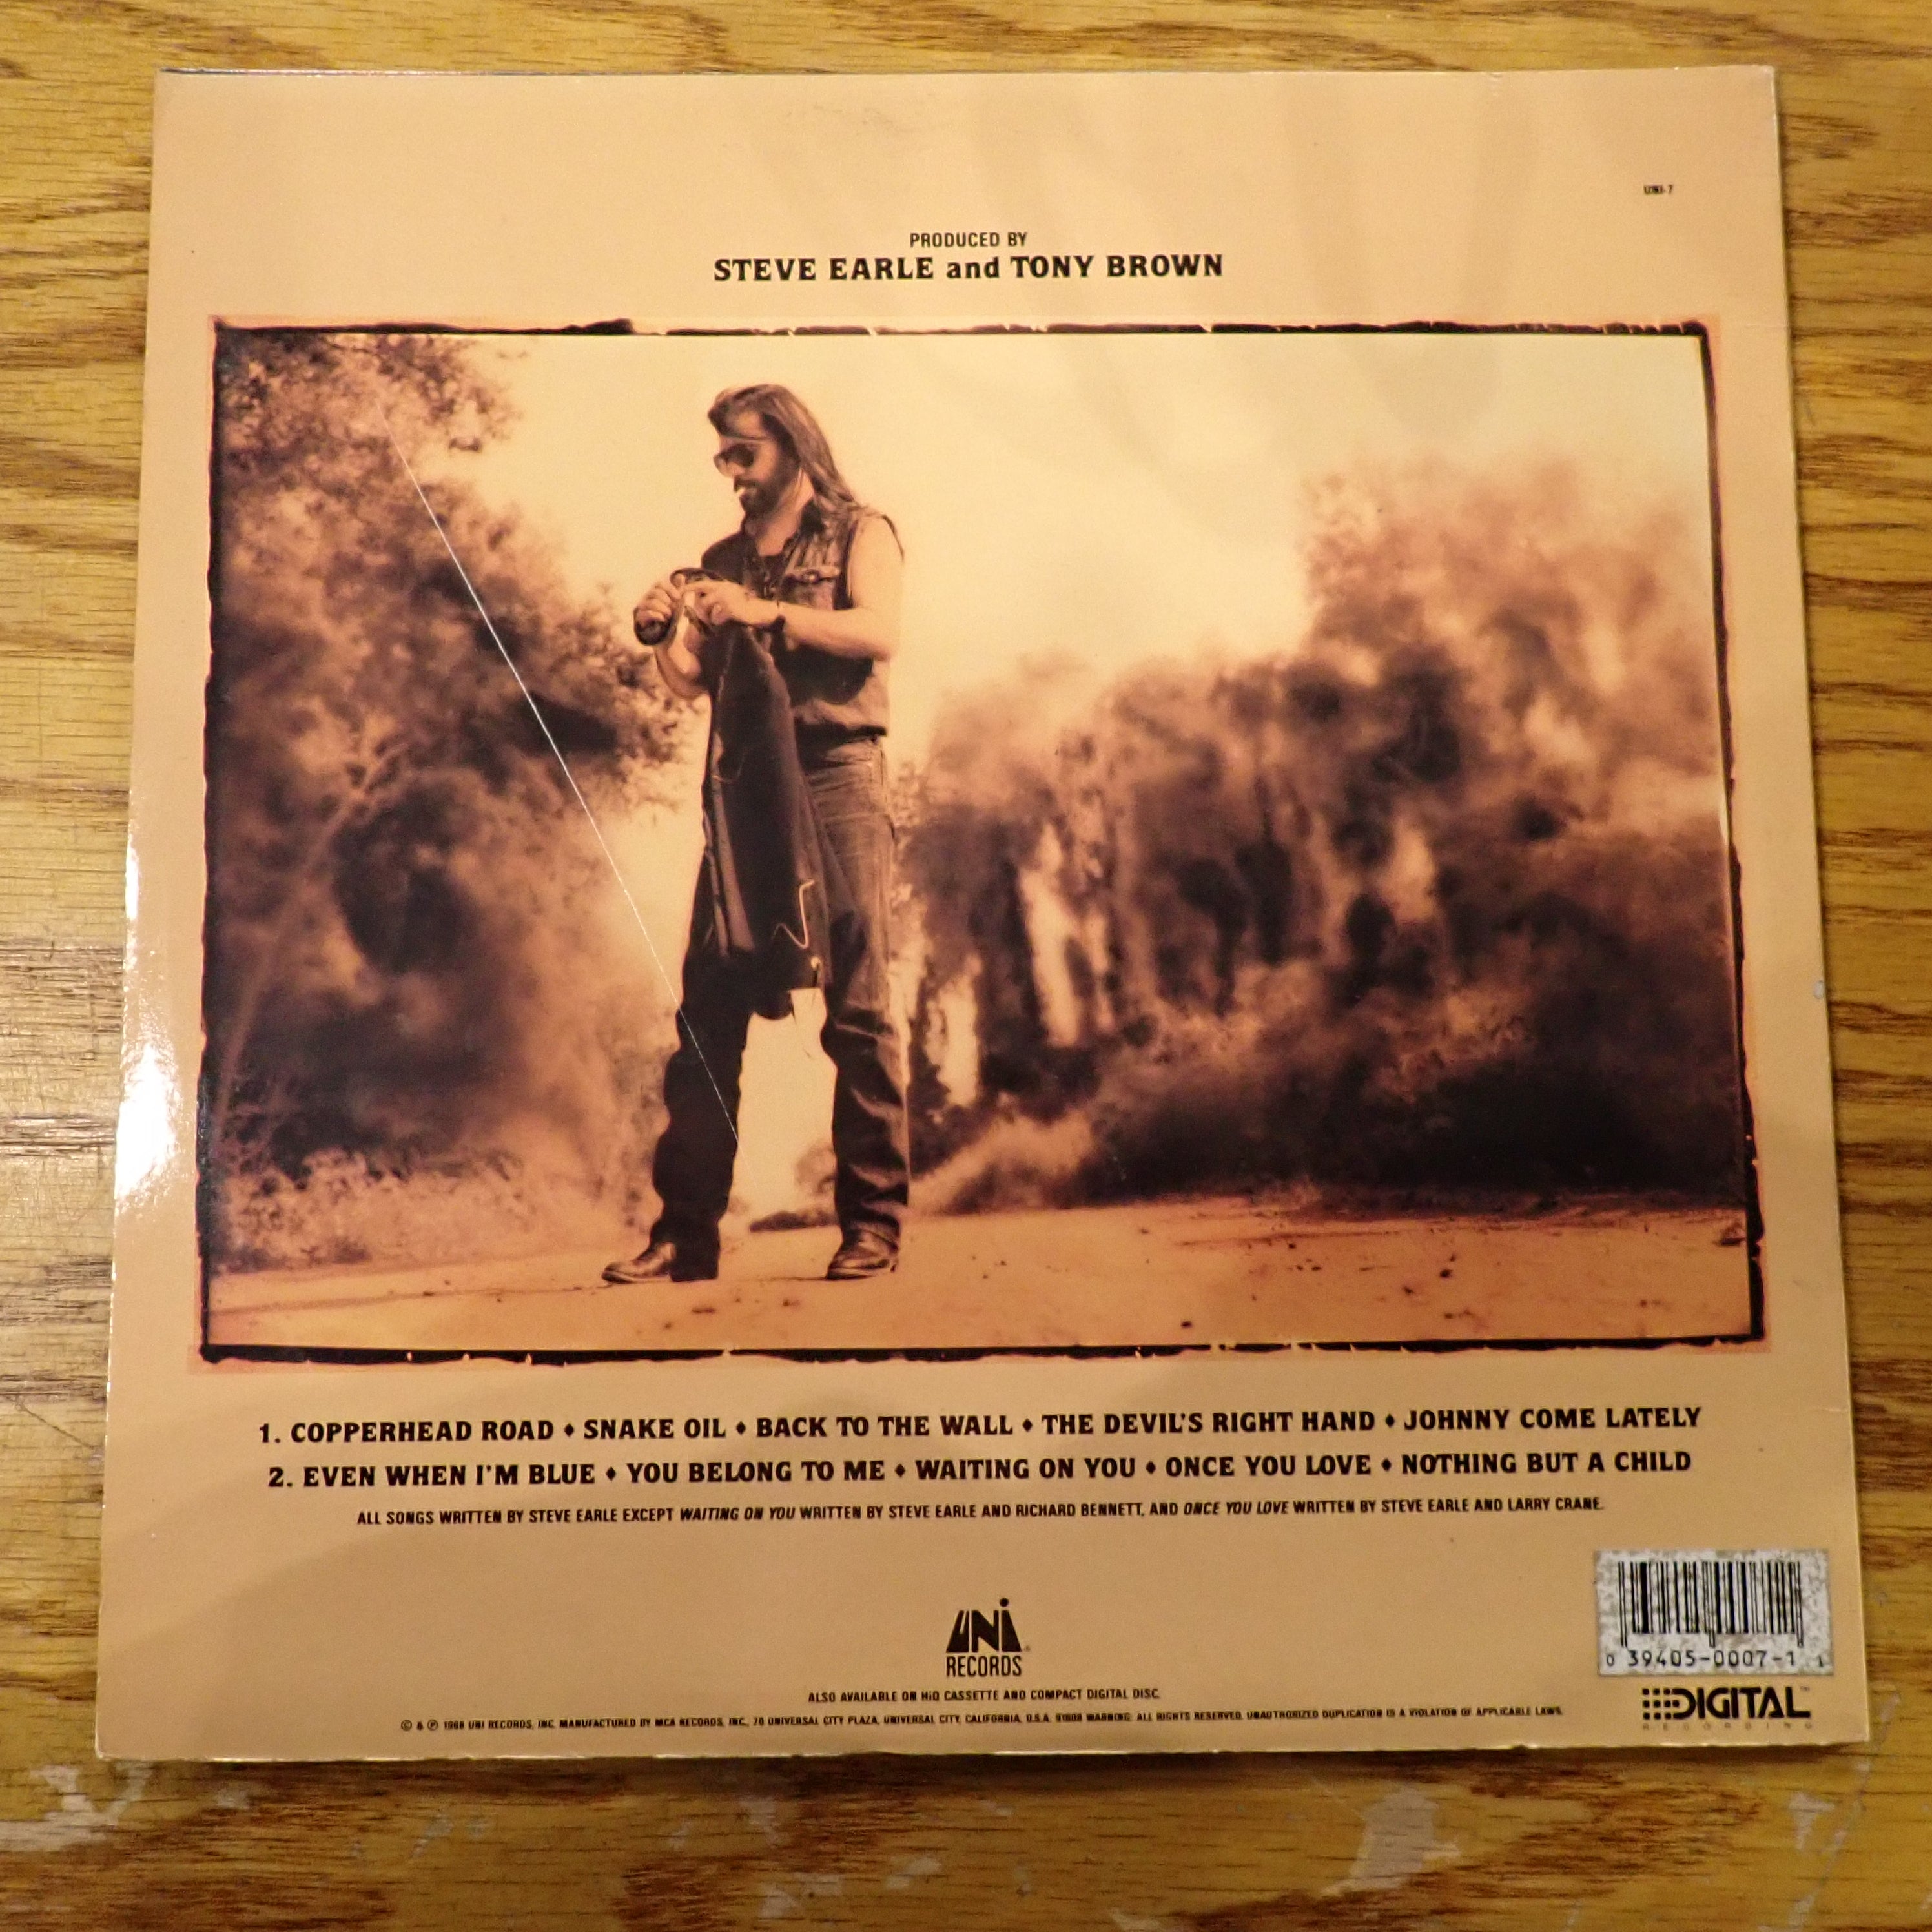 UNI-7
PRODUCED BY
STEVE EARLE and TONY BROWN
1. COPPERHEAD ROAD ♦ SNAKE OIL ♦ BACK TO THE WALL ♦ THE DEVIL'S RIGHT HAND ♦ JOHNNY COME LATELY
2. EVEN WHEN I'M BLUE ♦ YOU BELONG TO ME ♦ WAITING ON YOU ♦ ONCE YOU LOVE ♦ NOTHING BUT A CHILD
ALL SONGS WRITTEN BY STEVE EARLE EXCEPT WAITING ON YOU WRITTEN BY STEVE EARLE AND RICHARD BENNETT, AND ONCE YOU LOVE WRITTEN BY STEVE EARLE AND LARRY CRANE.
UNi
RECORDS
0 39405-0007-1 1
DIGITAL™
RECORDING
ALSO AVAILABLE ON HiQ CASSETTE AND COMPACT DIGITAL DISC.
© & ℗ 1988 UNI RECORDS, INC. MANUFACTURED BY MCA RECORDS, INC., 70 UNIVERSAL CITY PLAZA, UNIVERSAL CITY, CALIFORNIA, U.S.A. 91608 WARNING: ALL RIGHTS RESERVED. UNAUTHORIZED DUPLICATION IS A VIOLATION OF APPLICABLE LAWS.